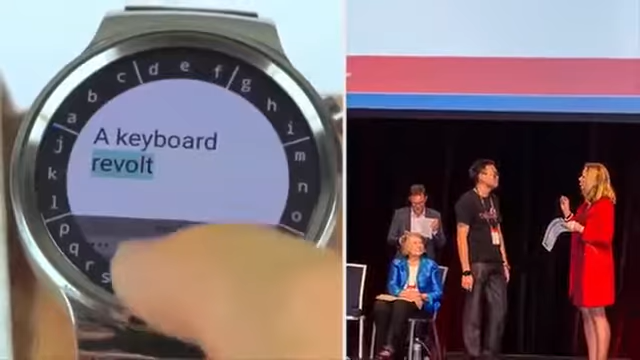 a b c d e f g h i
j k l m n o
p q r s
A keyboard
revolt